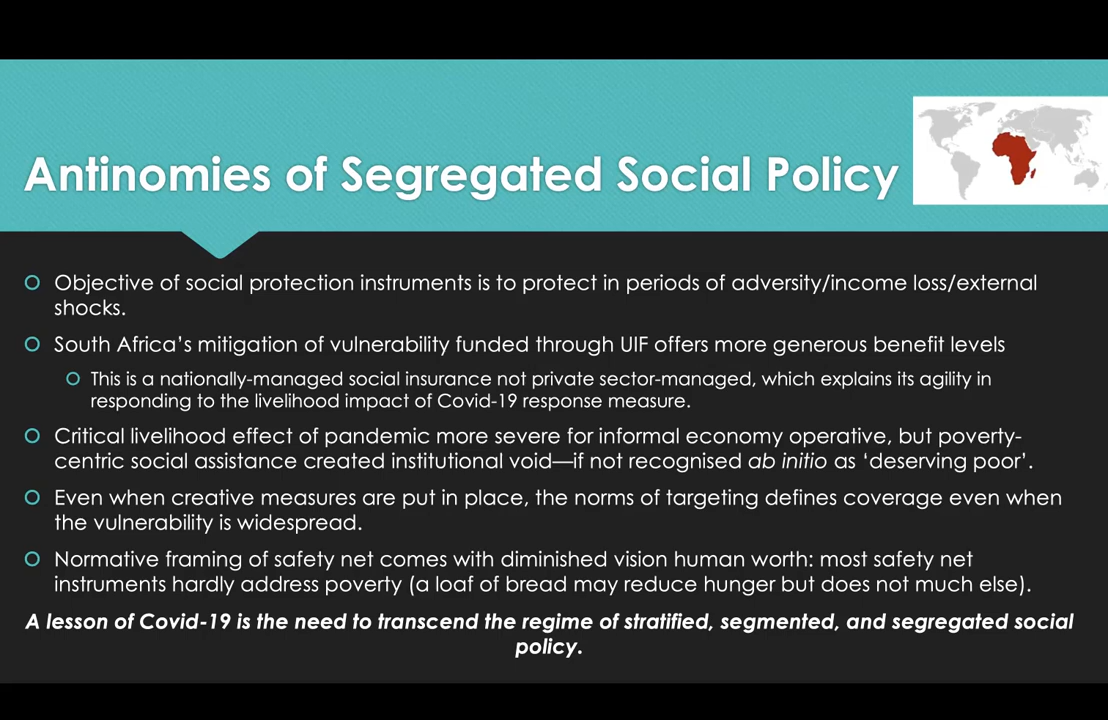 Antinomies of Segregated Social Policy
Objective of social protection instruments is to protect in periods of adversity/income loss/external
shocks.
South Africa's mitigation of vulnerability funded through UIF offers more generous benefit levels
This is a nationally-managed social insurance not private sector-managed, which explains its agility in
responding to the livelihood impact of Covid-19 response measure.
Critical livelihood effect of pandemic more severe for informal economy operative, but poverty-
centric social assistance created institutional void—if not recognised ab initio as 'deserving poor'.
Even when creative measures are put in place, the norms of targeting defines coverage even when
the vulnerability is widespread.
Normative framing of safety net comes with diminished vision human worth: most safety net
instruments hardly address poverty (a loaf of bread may reduce hunger but does not much else).
A lesson of Covid-19 is the need to transcend the regime of stratified, segmented, and segregated social
policy.